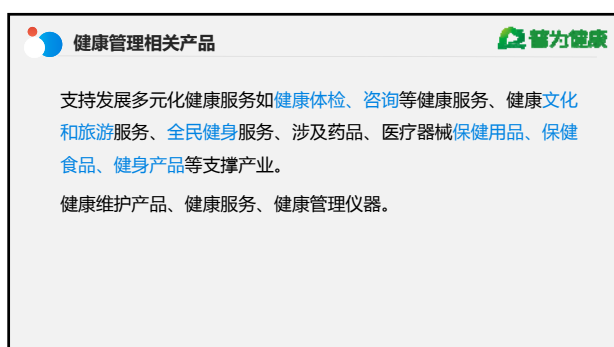 健康管理相关产品
普为健康
支持发展多元化健康服务如健康体检、咨询等健康服务、健康文化
和旅游服务、全民健身服务、涉及药品、医疗器械保健用品、保健
食品、健身产品等支撑产业。
健康维护产品、健康服务、健康管理仪器。